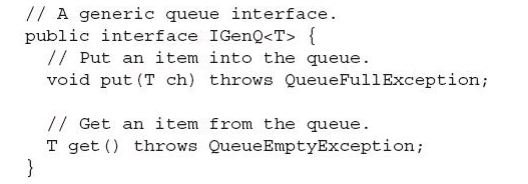 // A generic queue interface.
public interface IGenQ<T> {
// Put an item into the queue.
void put(T ch) throws QueueFullException;
// Get an item from the queue.
T get() throws QueueEmptyException;
}